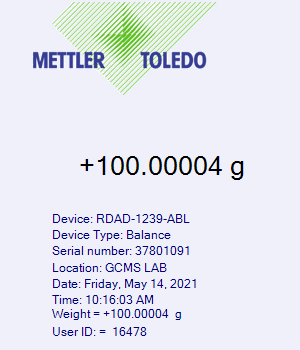 METTLER TOLEDO
+100.00004 g
Device: RDAD-1239-ABL
Device Type: Balance
Serial number: 37801091
Location: GCMS LAB
Date: Friday, May 14, 2021
Time: 10:16:03 AM
Weight = +100.00004  g
User ID: =  16478